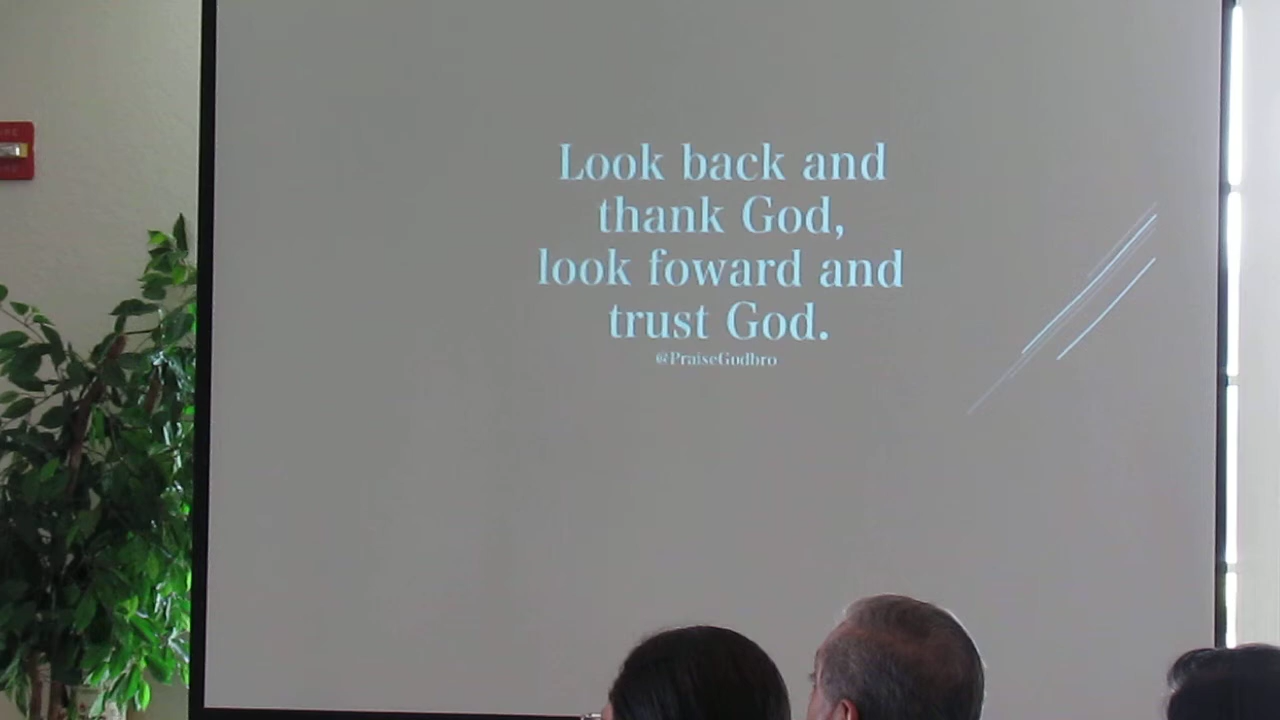 Look back and
thank God,
look foward and
trust God.
@PraiseGodbro